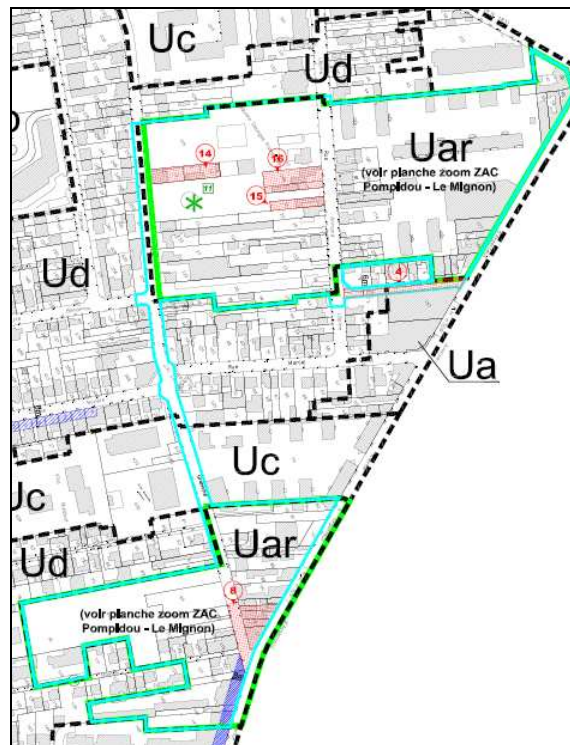 Uc
Ud
Uar
(voir planche zoom ZAC
Pompidou - Le Mignon)
14
16
15
11
4
Ud
Ua
Uc
Uc
Uar
Ud
8
(voir planche zoom ZAC
Pompidou - Le Mignon)